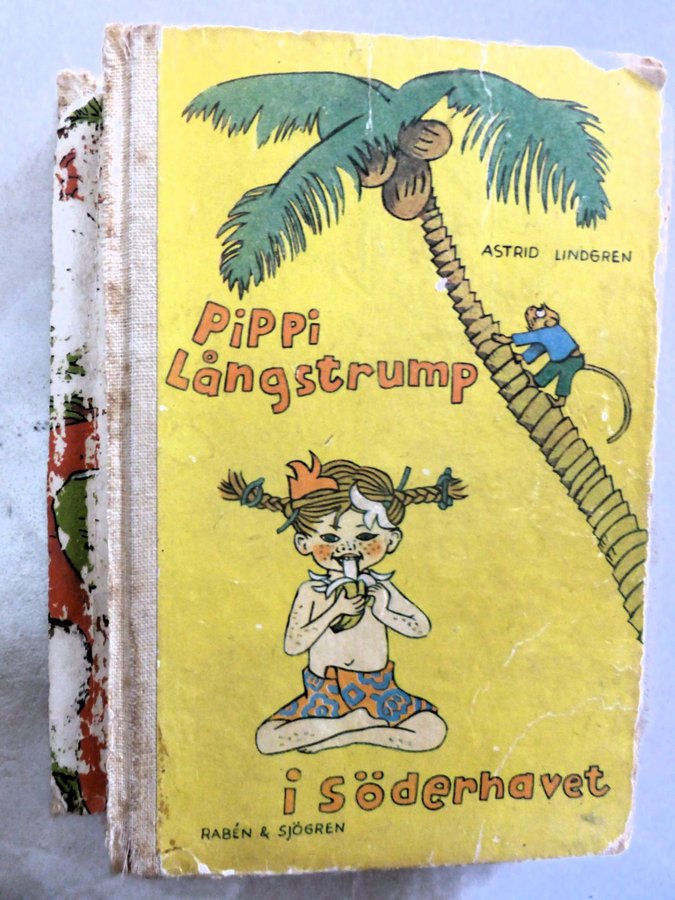 ASTRID LINDGREN
PiPPi
Långstrump
i söderhavet
RABÉN & SJÖGREN